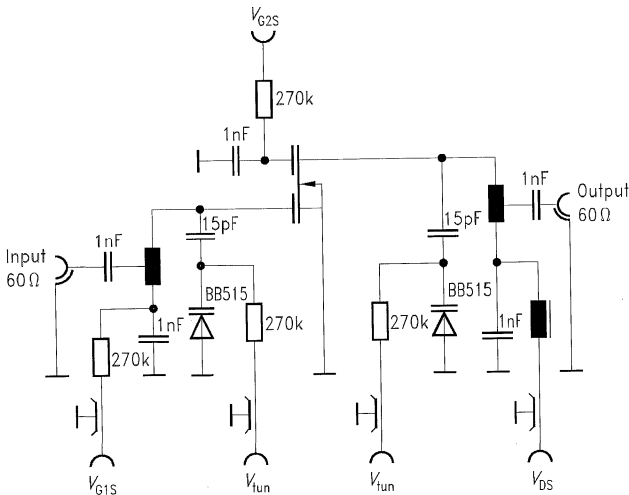 VG2S
270k
1nF
1nF
Output
60Ω
15pF
15pF
Input
60Ω
1nF
BB515
BB515
1nF
270k
270k
270k
1nF
VG1S
Vtun
Vtun
VDS